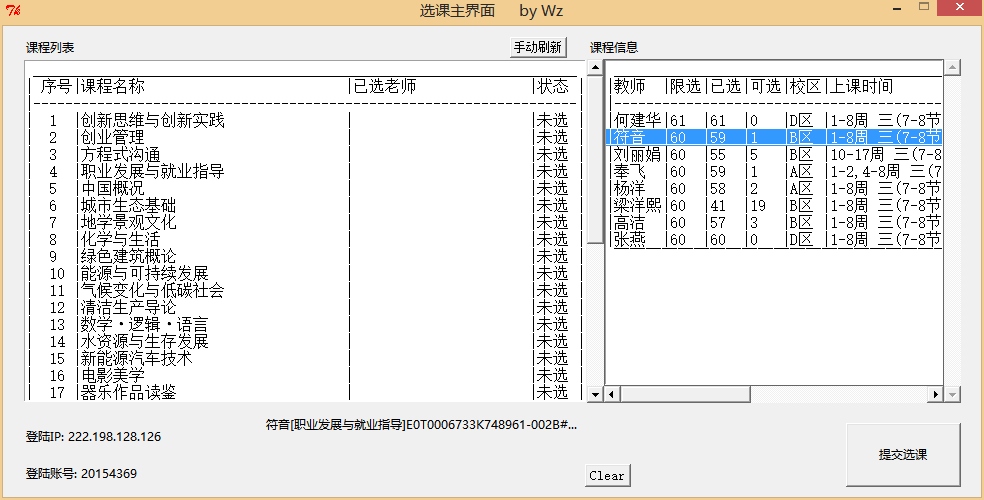 选课主界面 by Wz
课程列表
手动刷新
序号|课程名称 |已选老师 |状态
1 |创新思维与创新实践 | |未选
2 |创业管理 | |未选
3 |方程式沟通 | |未选
4 |职业发展与就业指导 | |未选
5 |中国概况 | |未选
6 |城市生态基础 | |未选
7 |地学景观文化 | |未选
8 |化学与生活 | |未选
9 |绿色建筑概论 | |未选
10 |能源与可持续发展 | |未选
11 |气候变化与低碳社会 | |未选
12 |清洁生产导论 | |未选
13 |数学·逻辑·语言 | |未选
14 |水资源与生存发展 | |未选
15 |新能源汽车技术 | |未选
16 |电影美学 | |未选
17 |器乐作品读鉴 | |未选
课程信息
|教师 |限选|已选|可选|校区|上课时间
|何建华|61 |61 |0 |D区|1-8周 三(7-8节
|符音 |60 |59 |1 |B区|1-8周 三(7-8节
|刘丽娟|60 |55 |5 |B区|10-17周 三(7-8
|奉飞 |60 |59 |1 |A区|1-2,4-8周 三(7
|杨洋 |60 |58 |2 |A区|1-8周 三(7-8节
|梁洋熙|60 |41 |19 |B区|1-8周 三(7-8节
|高洁 |60 |57 |3 |B区|1-8周 三(7-8节
|张燕 |60 |60 |0 |D区|1-8周 三(7-8节
符音[职业发展与就业指导]E0T0006733K748961-002B#...
登陆IP: 222.198.128.126
登陆账号: 20154369
Clear
提交选课